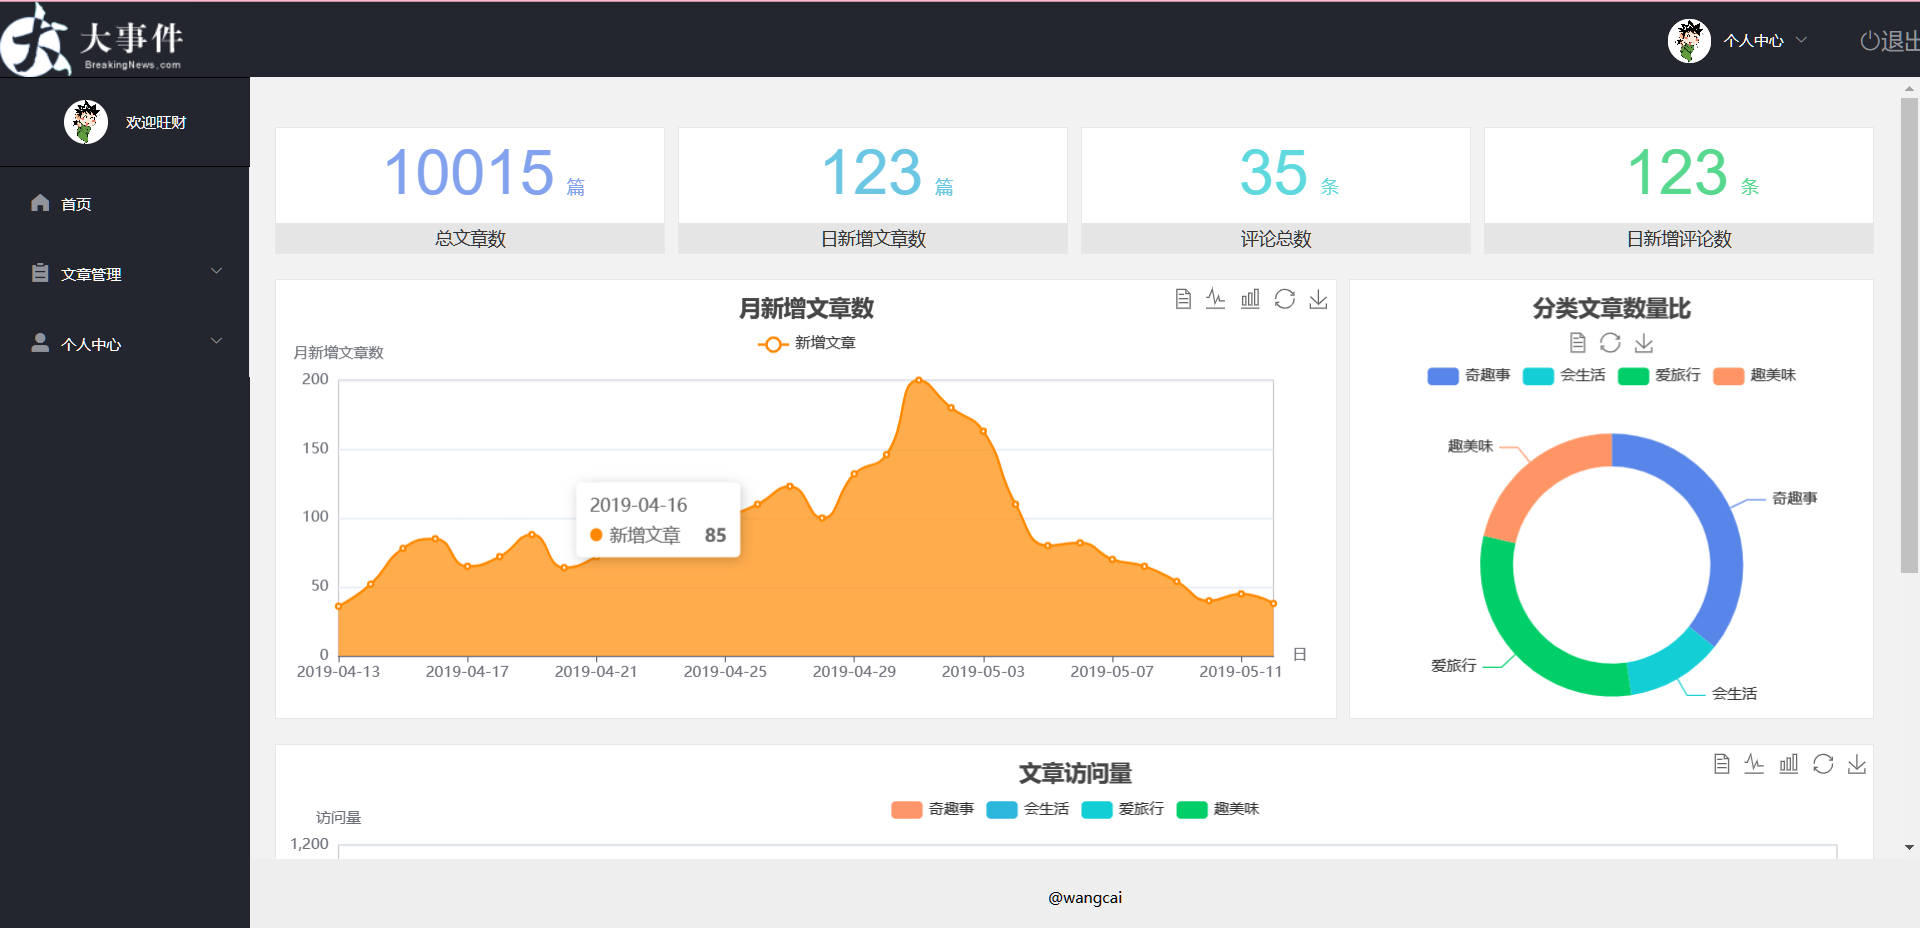 大事件
BreakingNews.com
个人中心
退出
欢迎旺财
首页
文章管理
个人中心
10015 篇
总文章数
123 篇
日新增文章数
35 条
评论总数
123 条
日新增评论数
月新增文章数
新增文章
月新增文章数
200
150
100
50
0
2019-04-16
新增文章 85
2019-04-13 2019-04-17 2019-04-21 2019-04-25 2019-04-29 2019-05-03 2019-05-07 2019-05-11
日
分类文章数量比
奇趣事 会生活 爱旅行 趣美味
趣美味
奇趣事
爱旅行
会生活
文章访问量
奇趣事 会生活 爱旅行 趣美味
访问量
1,200
@wangcai